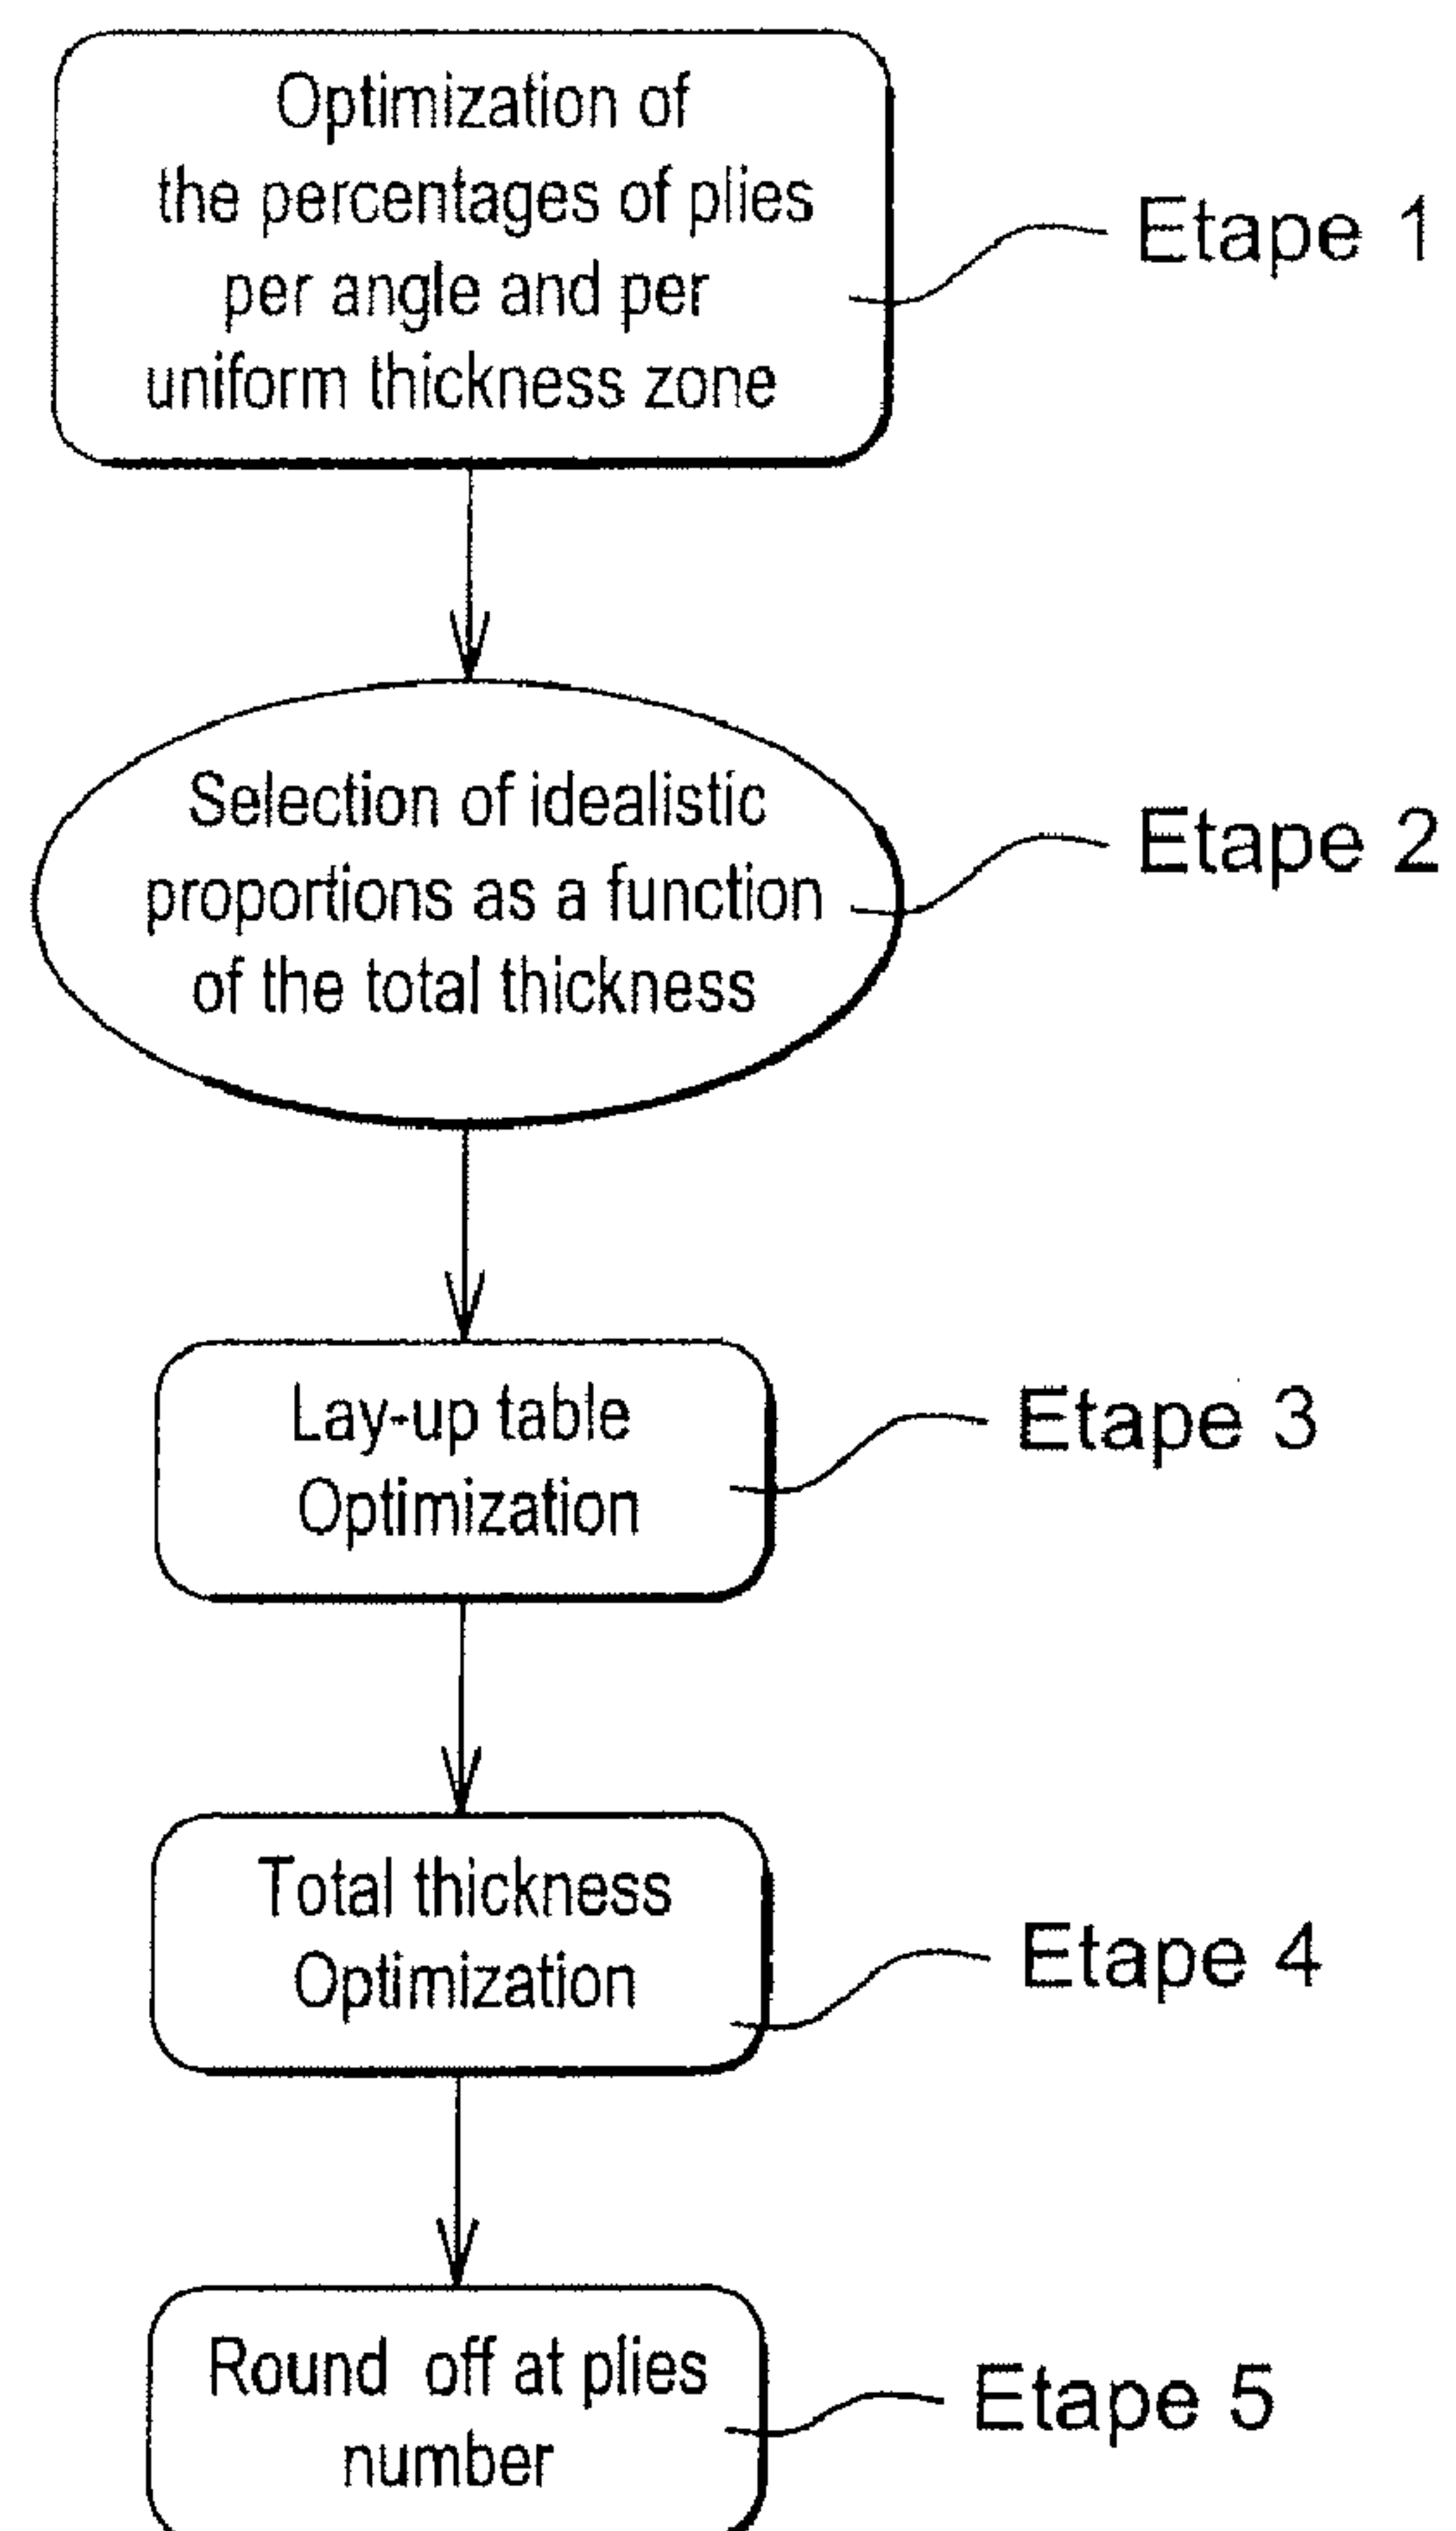 Optimization of
the percentages of plies
per angle and per
uniform thickness zone
Etape 1
Selection of idealistic
proportions as a function
of the total thickness
Etape 2
Lay-up table
Optimization
Etape 3
Total thickness
Optimization
Etape 4
Round off at plies
number
Etape 5